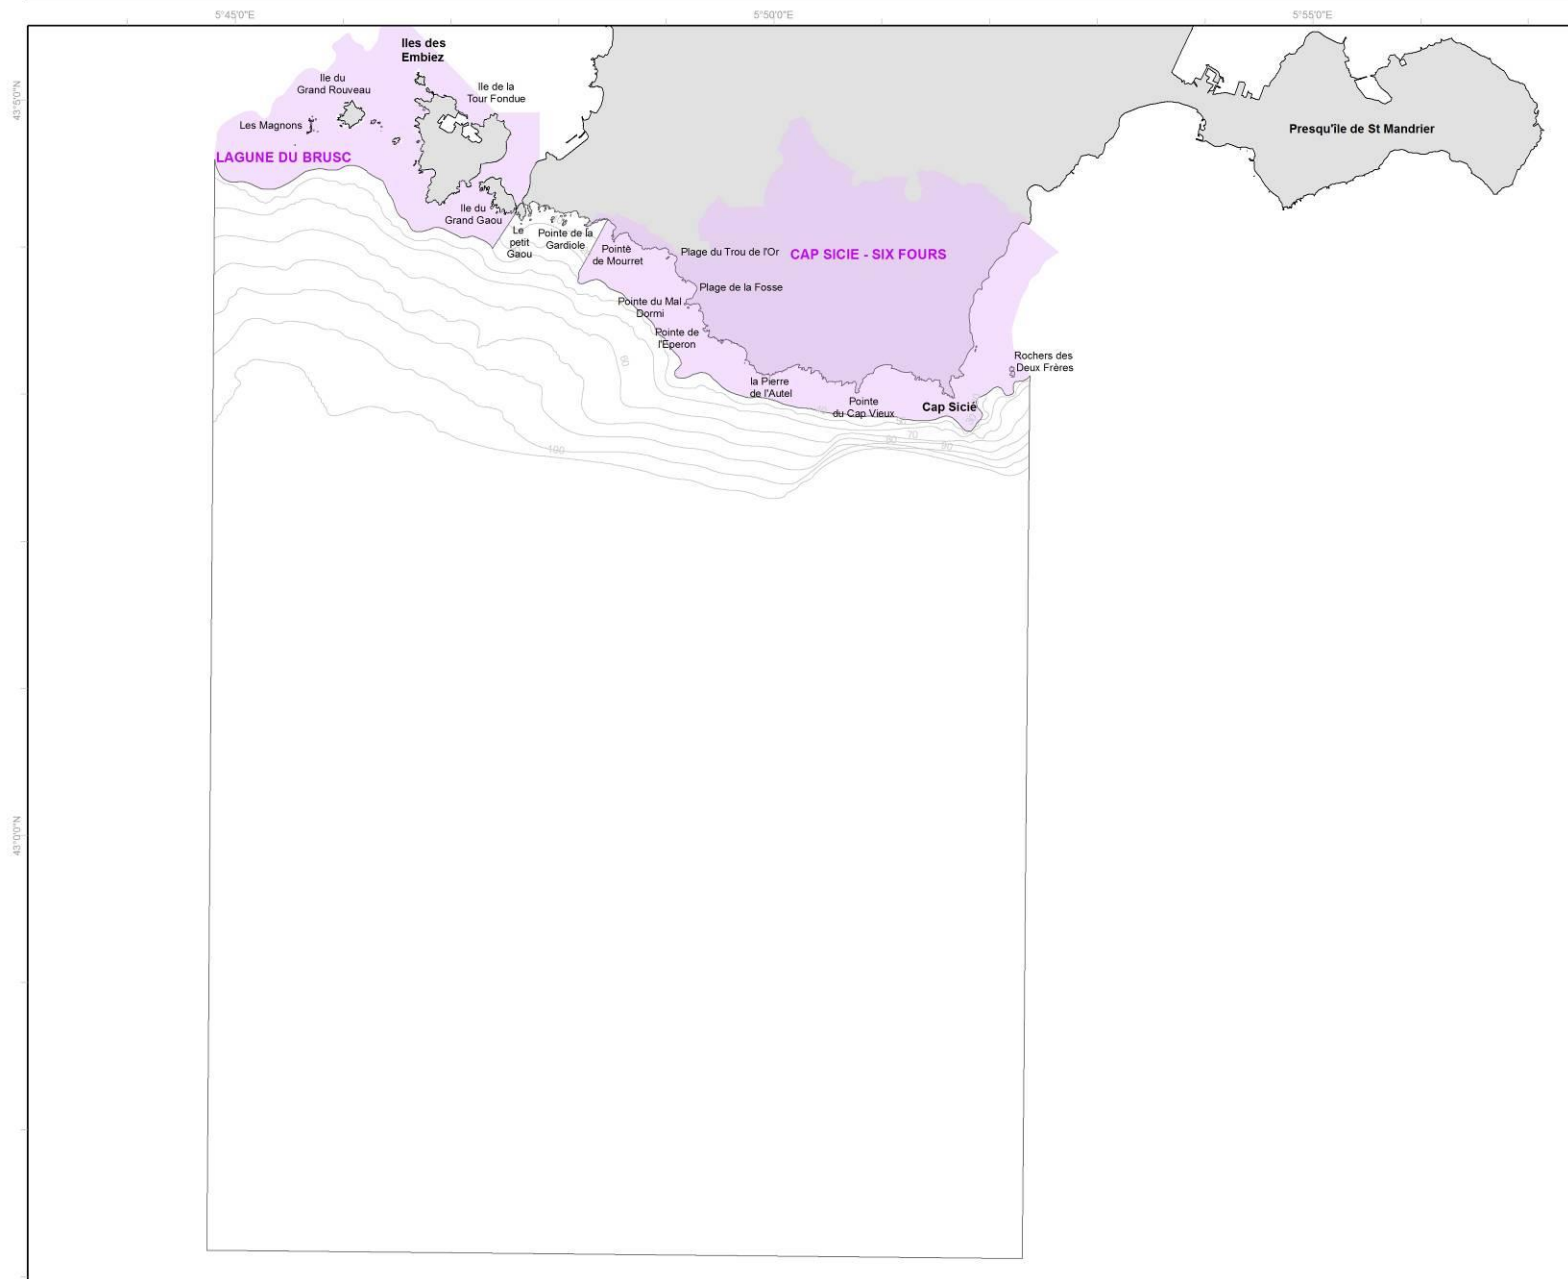 5°45'0"E
5°50'0"E
5°55'0"E
43°5'0"N
43°0'0"N
Iles des
Embiez
Ile du
Grand Rouveau
Ile de la
Tour Fondue
Les Magnons
LAGUNE DU BRUSC
Presqu'île de St Mandrier
Ile du
Grand Gaou
Le
petit
Gaou
Pointe de la
Gardiole
Pointe
de Mourret
Plage du Trou de l'Or
CAP SICIE - SIX FOURS
Plage de la Fosse
Pointe du Mal
Dormi
Pointe de
l'Eperon
Rochers des
Deux Frères
la Pierre
de l'Autel
Pointe
du Cap Vieux
Cap Sicié
60
70
80
90
100